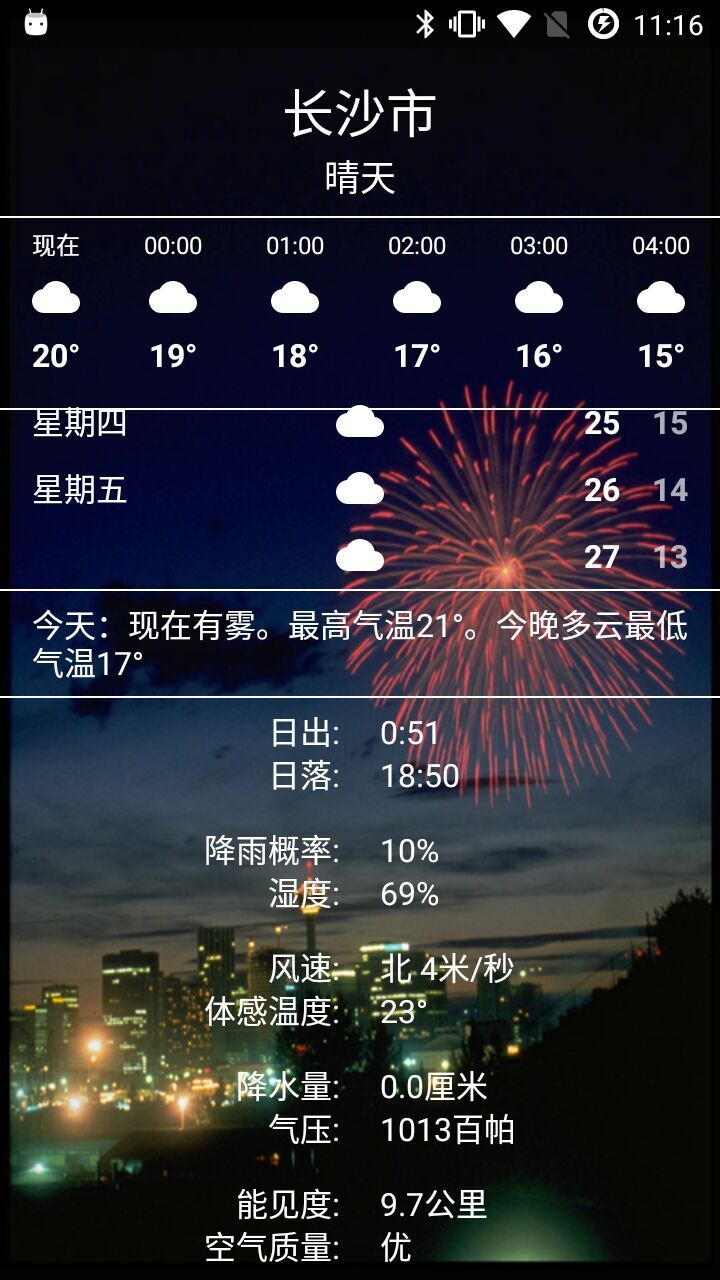 11:16
长沙市
晴天
现在 00:00 01:00 02:00 03:00 04:00
20° 19° 18° 17° 16° 15°
星期四 25 15
星期五 26 14
27 13
今天：现在有雾。最高气温21°。今晚多云最低
气温17°
日出: 0:51
日落: 18:50
降雨概率: 10%
湿度: 69%
风速: 北 4米/秒
体感温度: 23°
降水量: 0.0厘米
气压: 1013百帕
能见度: 9.7公里
空气质量: 优